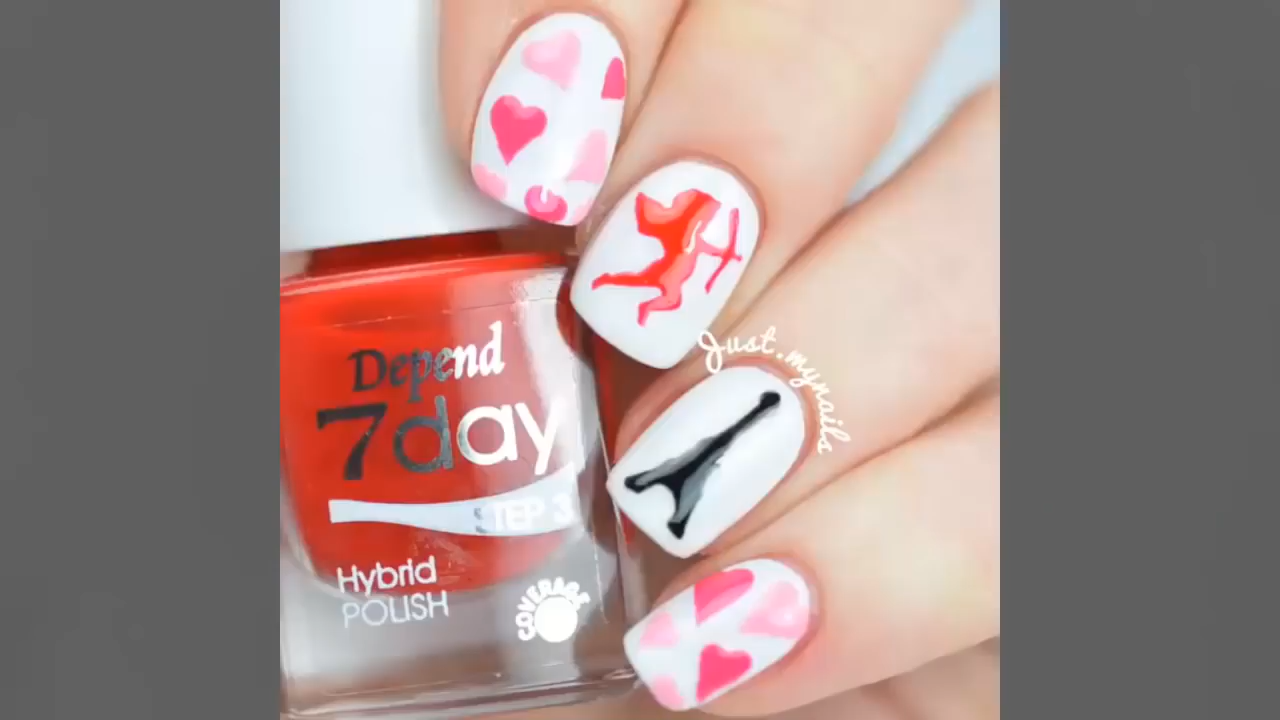 Depend
7day
STEP 3
Hybrid
POLISH
COVERAGE
Just.mynails